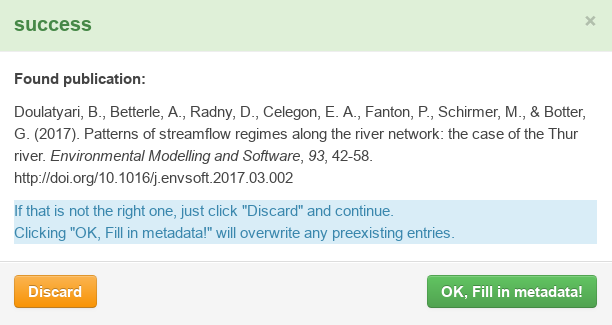 success
×
Found publication:
Doulatyari, B., Betterle, A., Radny, D., Celegon, E. A., Fanton, P., Schirmer, M., & Botter,
G. (2017). Patterns of streamflow regimes along the river network: the case of the Thur
river. Environmental Modelling and Software, 93, 42-58.
http://doi.org/10.1016/j.envsoft.2017.03.002
If that is not the right one, just click "Discard" and continue.
Clicking "OK, Fill in metadata!" will overwrite any preexisting entries.
Discard
OK, Fill in metadata!